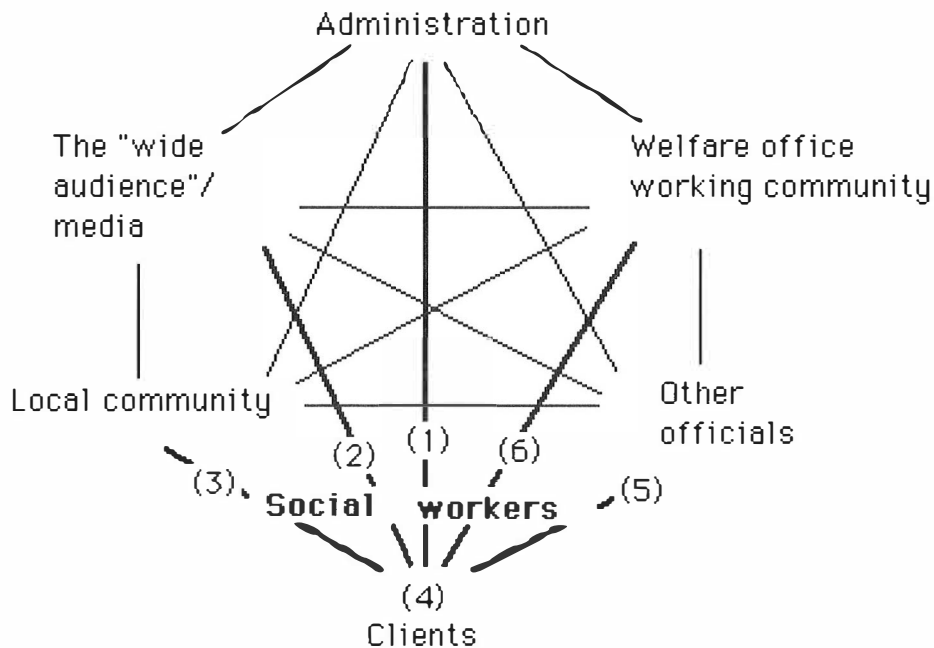 Administration
The "wide
audience"/
media
Welfare office
working community
Local community
Other
officials
(2)
(1)
(6)
(3)
(5)
Social workers
(4)
Clients